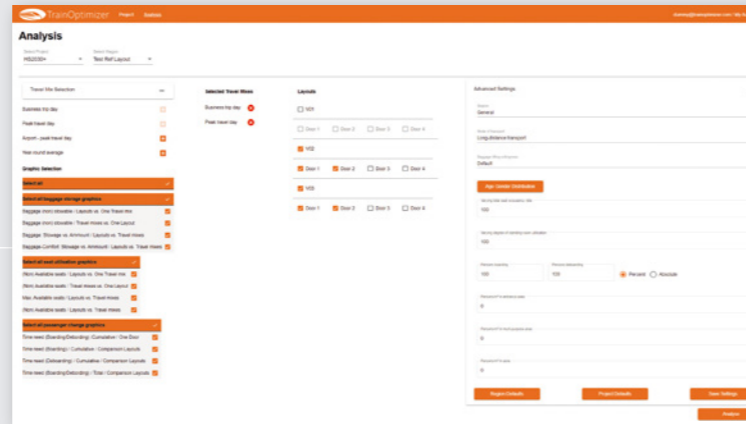 TrainOptimizer Project Analysis
Analysis
Select Project
HS2030+
Test Ref Layout
Travel Mix Selection
Business trip day
Peak travel day
Airport - peak travel day
Year round average
Graphic Selection
Select all
Select all baggage storage graphics
Baggage (non) stowable / Layouts vs. One Travel mix
Baggage (non) stowable / Travel mixes vs. One Layout
Baggage: Stowage vs. Ammount / Layouts vs. Travel mixes
Baggage-Comfort: Stowage vs. Ammount / Layouts vs. Travel mixes
Select all seat utilisation graphics
(Non) Available seats / Layouts vs. One Travel mix
(Non) Available seats / Travel mixes vs. One Layout
Max. Available seats / Layouts vs. Travel mixes
(Non) Available seats / Layouts vs. Travel mixes
Select all passenger change graphics
Time need (Boarding/Deboarding) / Cumulative / One Door
Time need (Boarding) / Cumulative / Comparison Layouts
Time need (Deboarding) / Cumulative / Comparison Layouts
Time need (Boarding/Deboarding) / Total / Comparison Layouts
Selected Travel Mixes
Business trip day
Peak travel day
Layouts
V01
Door 1 Door 2 Door 3 Door 4
V02
Door 1 Door 2 Door 3 Door 4
V03
Door 1 Door 2 Door 3 Door 4
Advanced Settings
General
Long distance transport
Default
Age Gender Distribution
100
100
Percent boarding Percent deboarding
100 100 Percent Absolute
0
0
0
Region Defaults Project Defaults Save Settings
Analyse